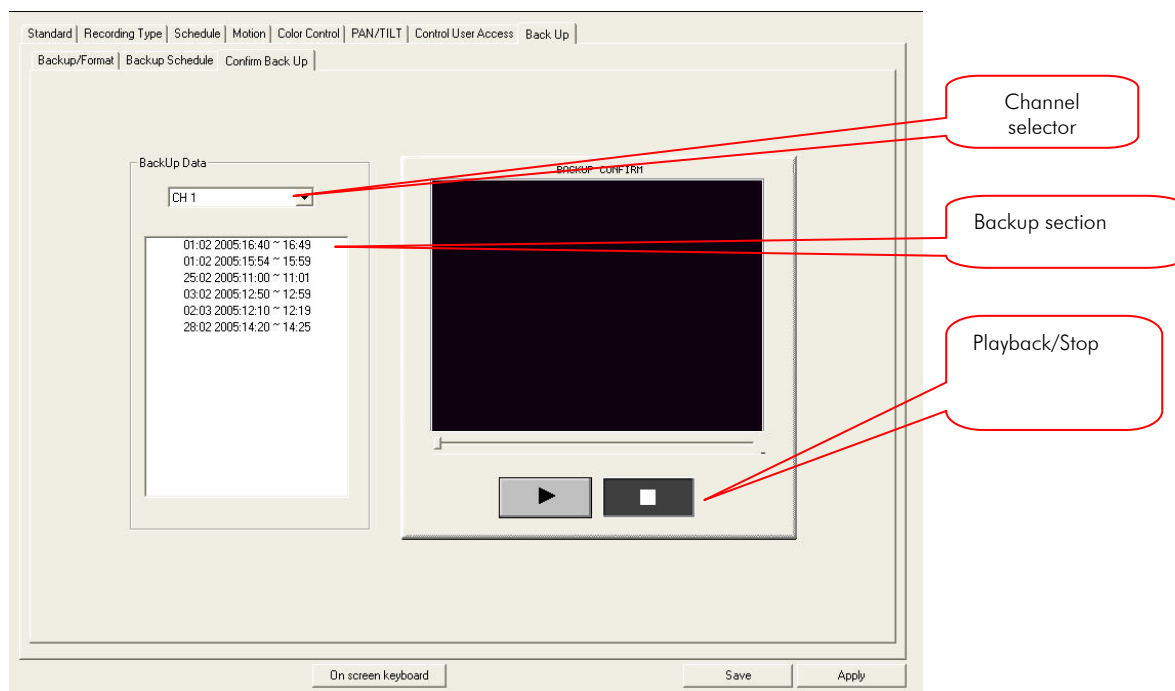 Standard Recording Type Schedule Motion Color Control PAN/TILT Control User Access Back Up
Backup/Format Backup Schedule Confirm Back Up
Channel
selector
BackUp Data
BACKUP CONFIRM
CH 1
Backup section
01:02 2005:16:40 ~ 16:49
01:02 2005:15:54 ~ 15:59
25:02 2005:11:00 ~ 11:01
03:02 2005:12:50 ~ 12:59
02:03 2005:12:10 ~ 12:19
28:02 2005:14:20 ~ 14:25
Playback/Stop
On screen keyboard Save Apply